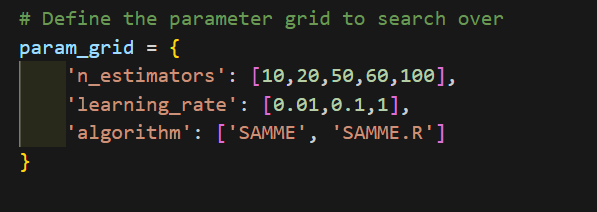 # Define the parameter grid to search over
param_grid = {
    'n_estimators': [10,20,50,60,100],
    'learning_rate': [0.01,0.1,1],
    'algorithm': ['SAMME', 'SAMME.R']
}